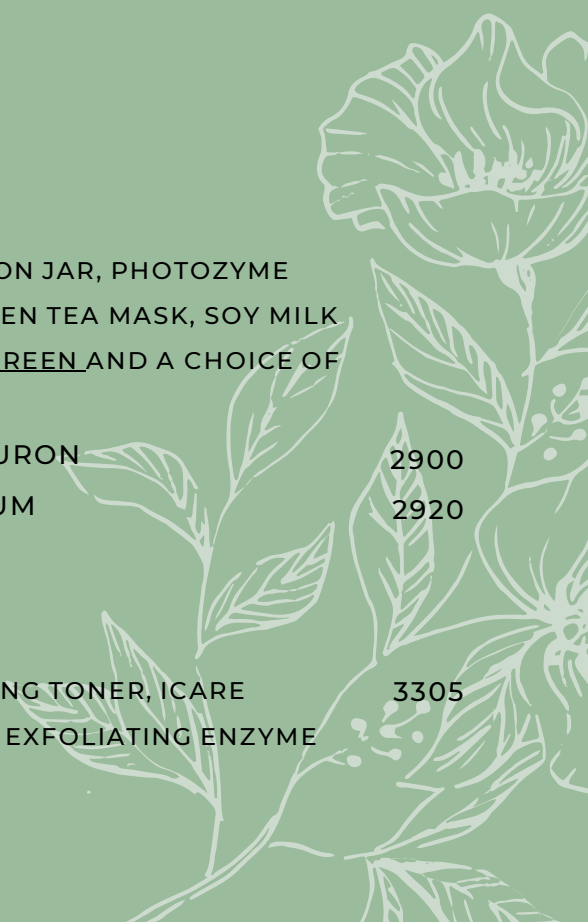 ON JAR, PHOTOZYME
EN TEA MASK, SOY MILK
REEN AND A CHOICE OF
URON 2900
UM 2920
NG TONER, ICARE 3305
EXFOLIATING ENZYME